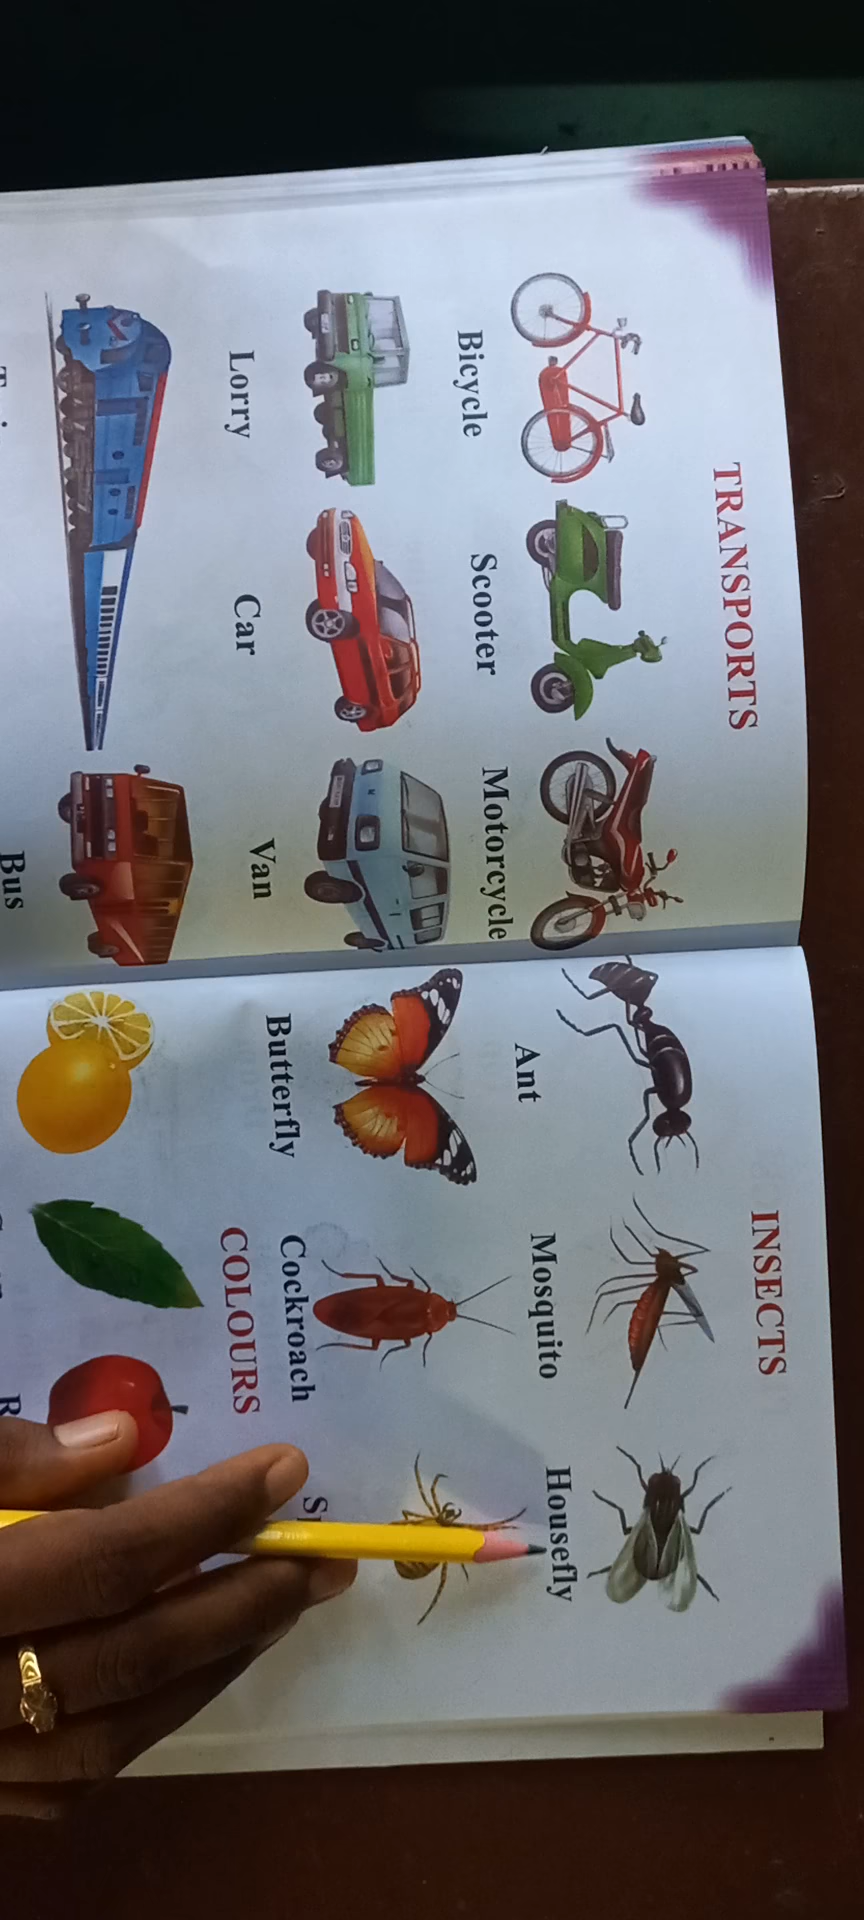 TRANSPORTS
Bicycle Scooter Motorcycle
Lorry Car Van
Bus
INSECTS
Ant Mosquito Housefly
Butterfly Cockroach
COLOURS